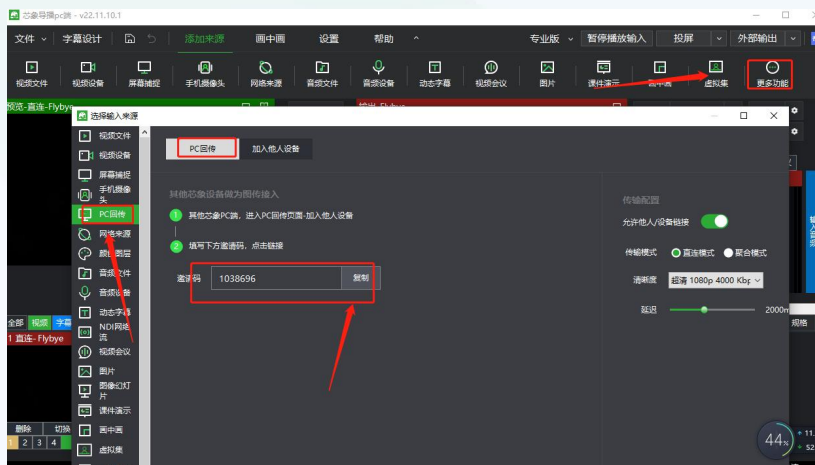 芯象导播pc端 - v22.11.10.1
文件 字幕设计 添加来源 画中画 设置 帮助 专业版 暂停播放输入 投屏 外部输出
视频文件 视频设备 屏幕捕捉 手机摄像头 网络来源 音频文件 音频设备 动态字幕 视频会议 图片 课件演示 画中画 虚拟集 更多功能
预览-直连-Flybye
选择输入来源
视频文件
视频设备
屏幕捕捉
手机摄像
头
PC回传
网络来源
颜色图层
音频文件
音频设备
动态字幕
NDI网络
流
视频会议
图片
图像幻灯
片
课件演示
画中画
虚拟集
PC回传 加入他人设备
其他芯象设备做为图传接入
1 其他芯象PC端，进入PC回传页面-加入他人设备
2 填写下方邀请码，点击链接
邀请码 1038696 复制
传输配置
允许他人/设备链接
传输模式 直连模式 聚合模式
清晰度 超清 1080p 4000 Kbp
延迟 2000m
全部 视频 字幕
1 直连- Flybye
规格
删除 切换
1 2 3 4
44%
+ 11.
+ 52